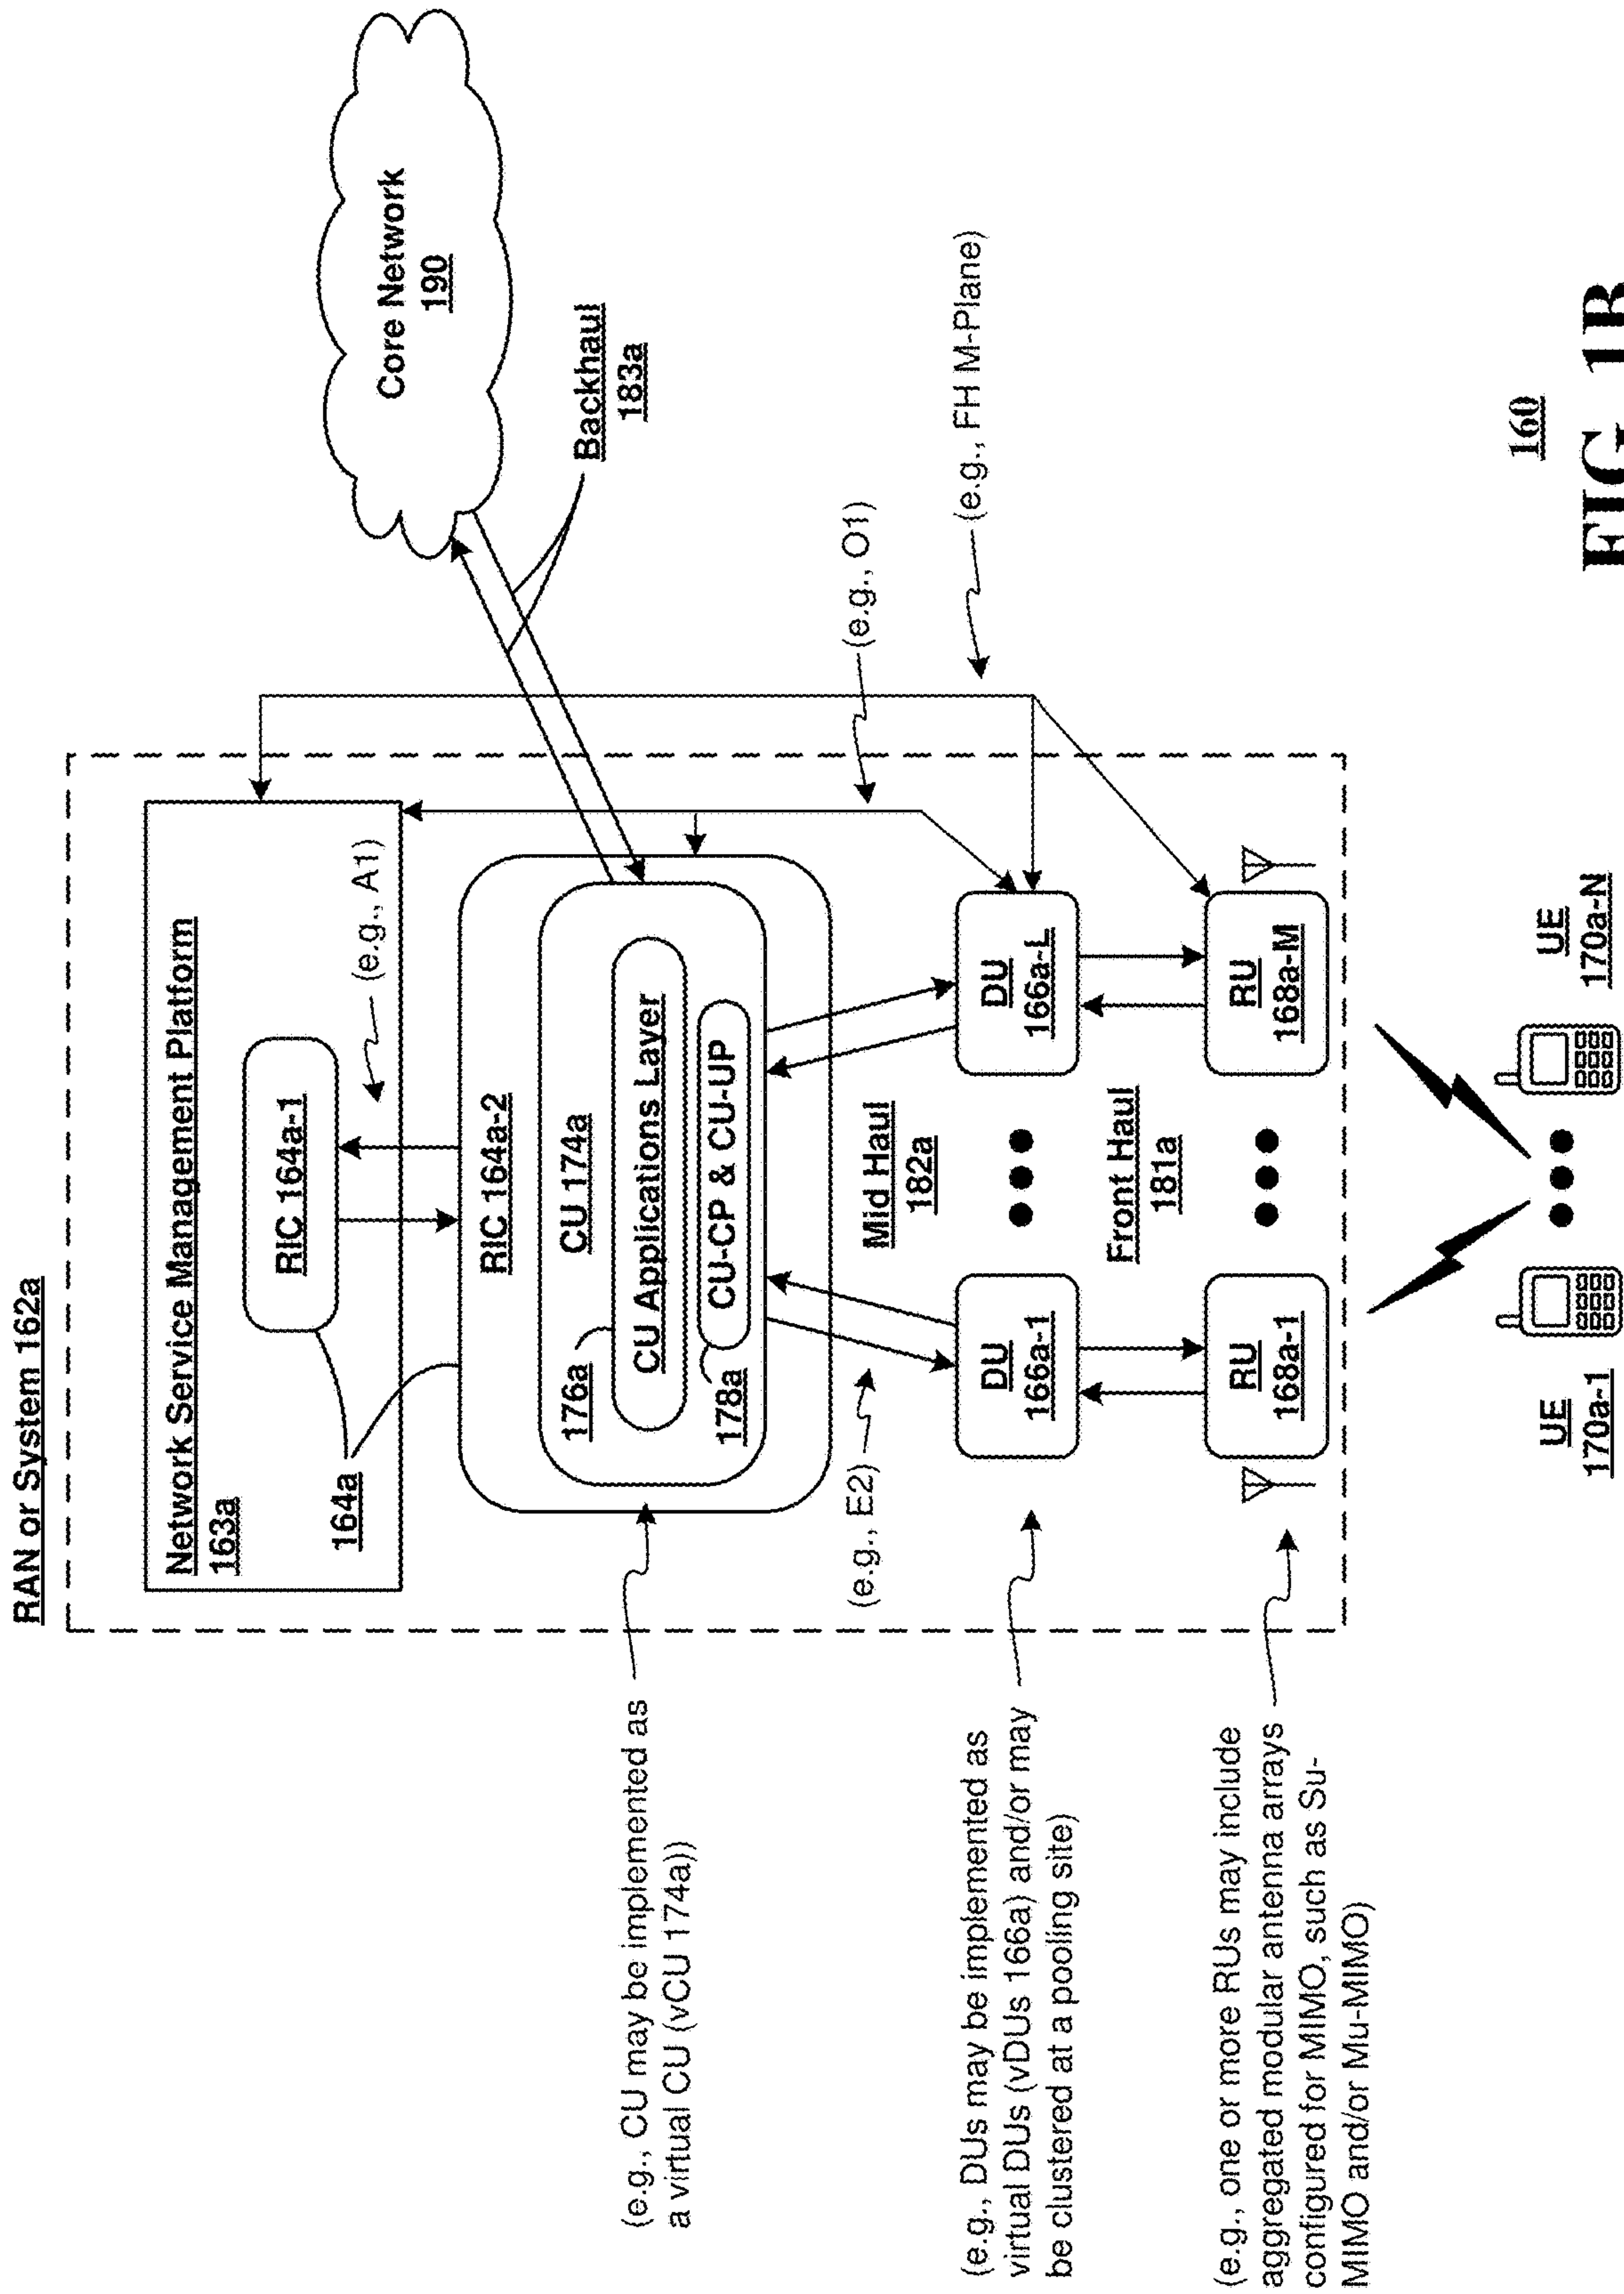 RAN or System 162a
Network Service Management Platform
163a
RIC 164a-1
(e.g., A1)
164a
RIC 164a-2
CU 174a
176a
CU Applications Layer
178a
CU-CP & CU-UP
Core Network
190
Backhaul
183a
(e.g., CU may be implemented as
a virtual CU (vCU 174a))
(e.g., E2)
Mid Haul
182a
(e.g., O1)
(e.g., FH M-Plane)
(e.g., DUs may be implemented as
virtual DUs (vDUs 166a) and/or may
be clustered at a pooling site)
DU
166a-1
DU
166a-L
Front Haul
181a
(e.g., one or more RUs may include
aggregated modular antenna arrays
configured for MIMO, such as Su-
MIMO and/or Mu-MIMO)
RU
168a-1
RU
168a-M
UE
170a-1
UE
170a-N
160
FIG. 1B